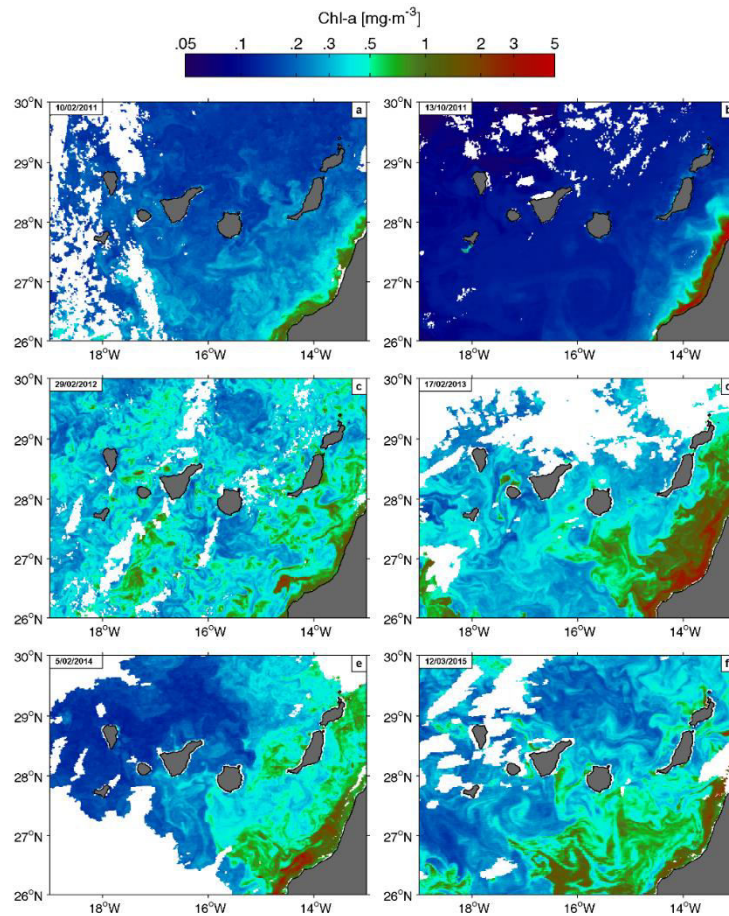 Chl-a [mg·m⁻³]
.05 .1 .2 .3 .5 1 2 3 5
10/02/2011 a
13/10/2011 b
30°N
29°N
28°N
27°N
26°N
18°W 16°W 14°W
30°N
29°N
28°N
27°N
26°N
18°W 16°W 14°W
29/02/2012 c
17/02/2013 d
30°N
29°N
28°N
27°N
26°N
18°W 16°W 14°W
30°N
29°N
28°N
27°N
26°N
18°W 16°W 14°W
5/02/2014 e
12/03/2015 f
30°N
29°N
28°N
27°N
26°N
18°W 16°W 14°W
30°N
29°N
28°N
27°N
26°N
18°W 16°W 14°W